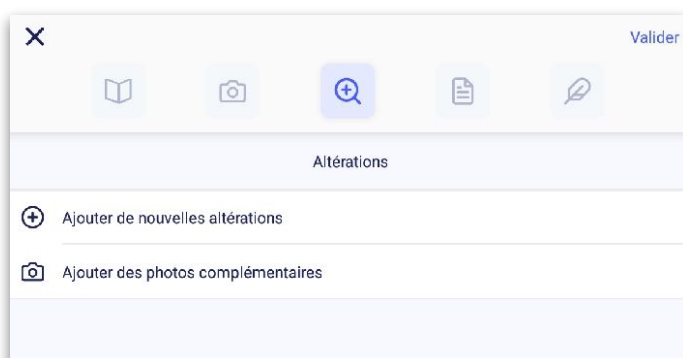 Valider
Altérations
Ajouter de nouvelles altérations
Ajouter des photos complémentaires